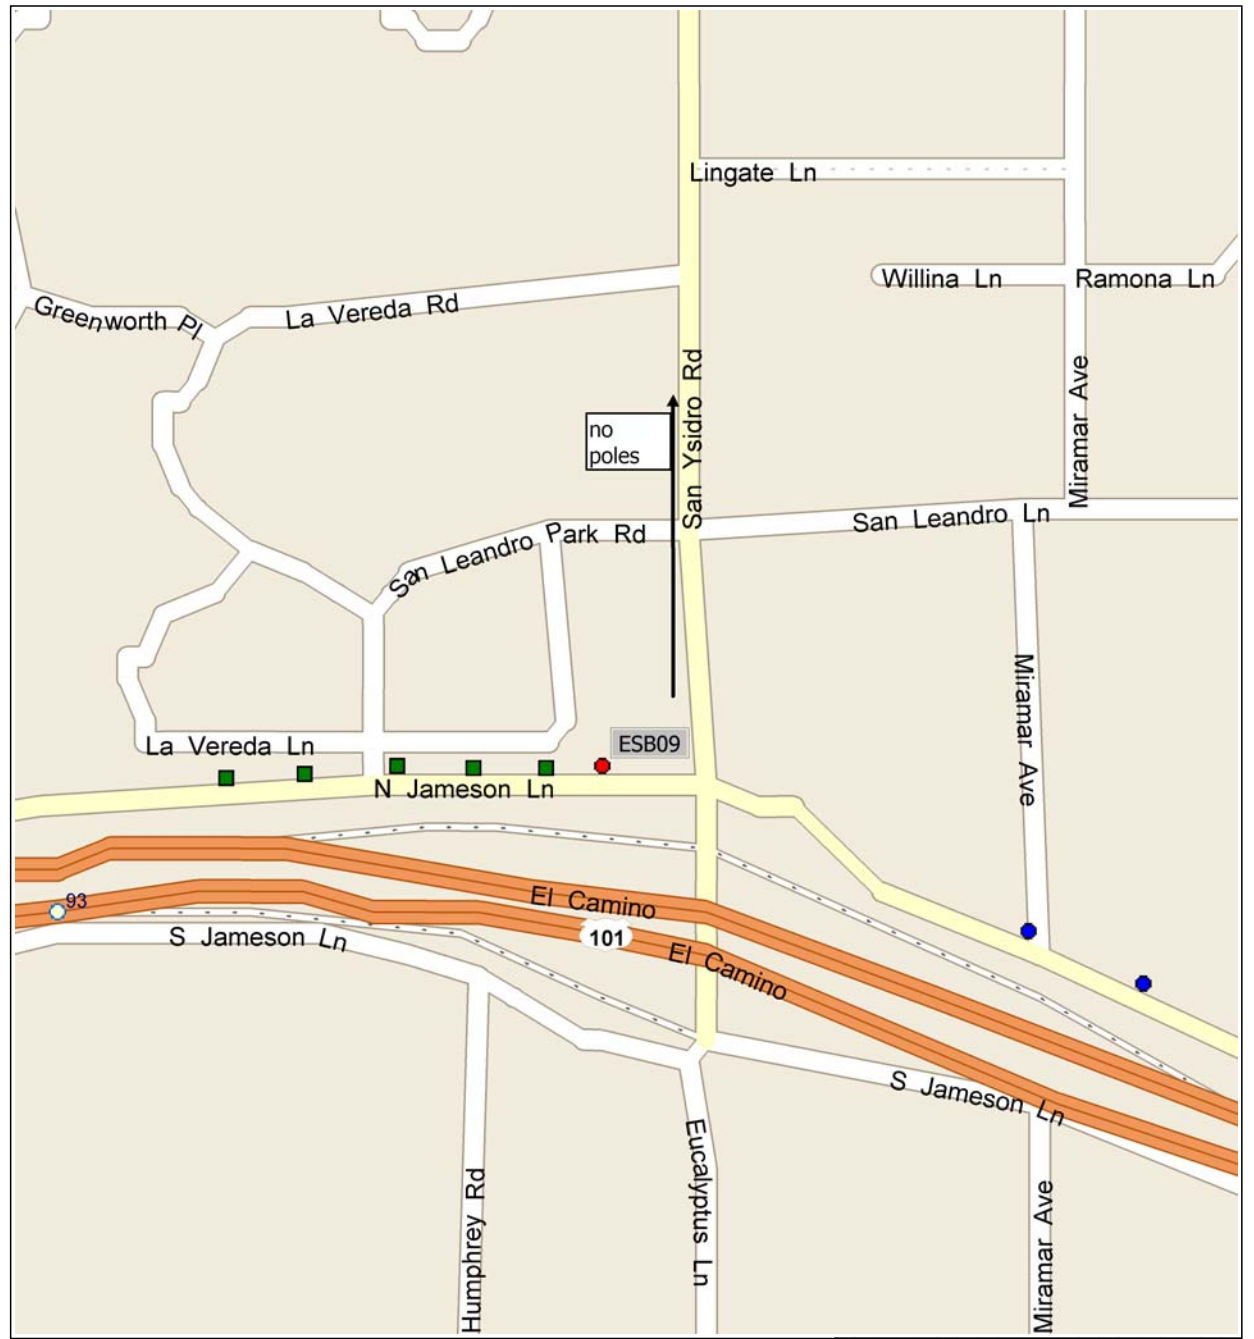 Lingate Ln
Willina Ln
Ramona Ln
Greenworth Pl
La Vereda Rd
San Ysidro Rd
Miramar Ave
no
poles
San Leandro Park Rd
San Leandro Ln
Miramar Ave
La Vereda Ln
ESB09
N Jameson Ln
93
El Camino
101
S Jameson Ln
El Camino
S Jameson Ln
Humphrey Rd
Eucalyptus Ln
Miramar Ave